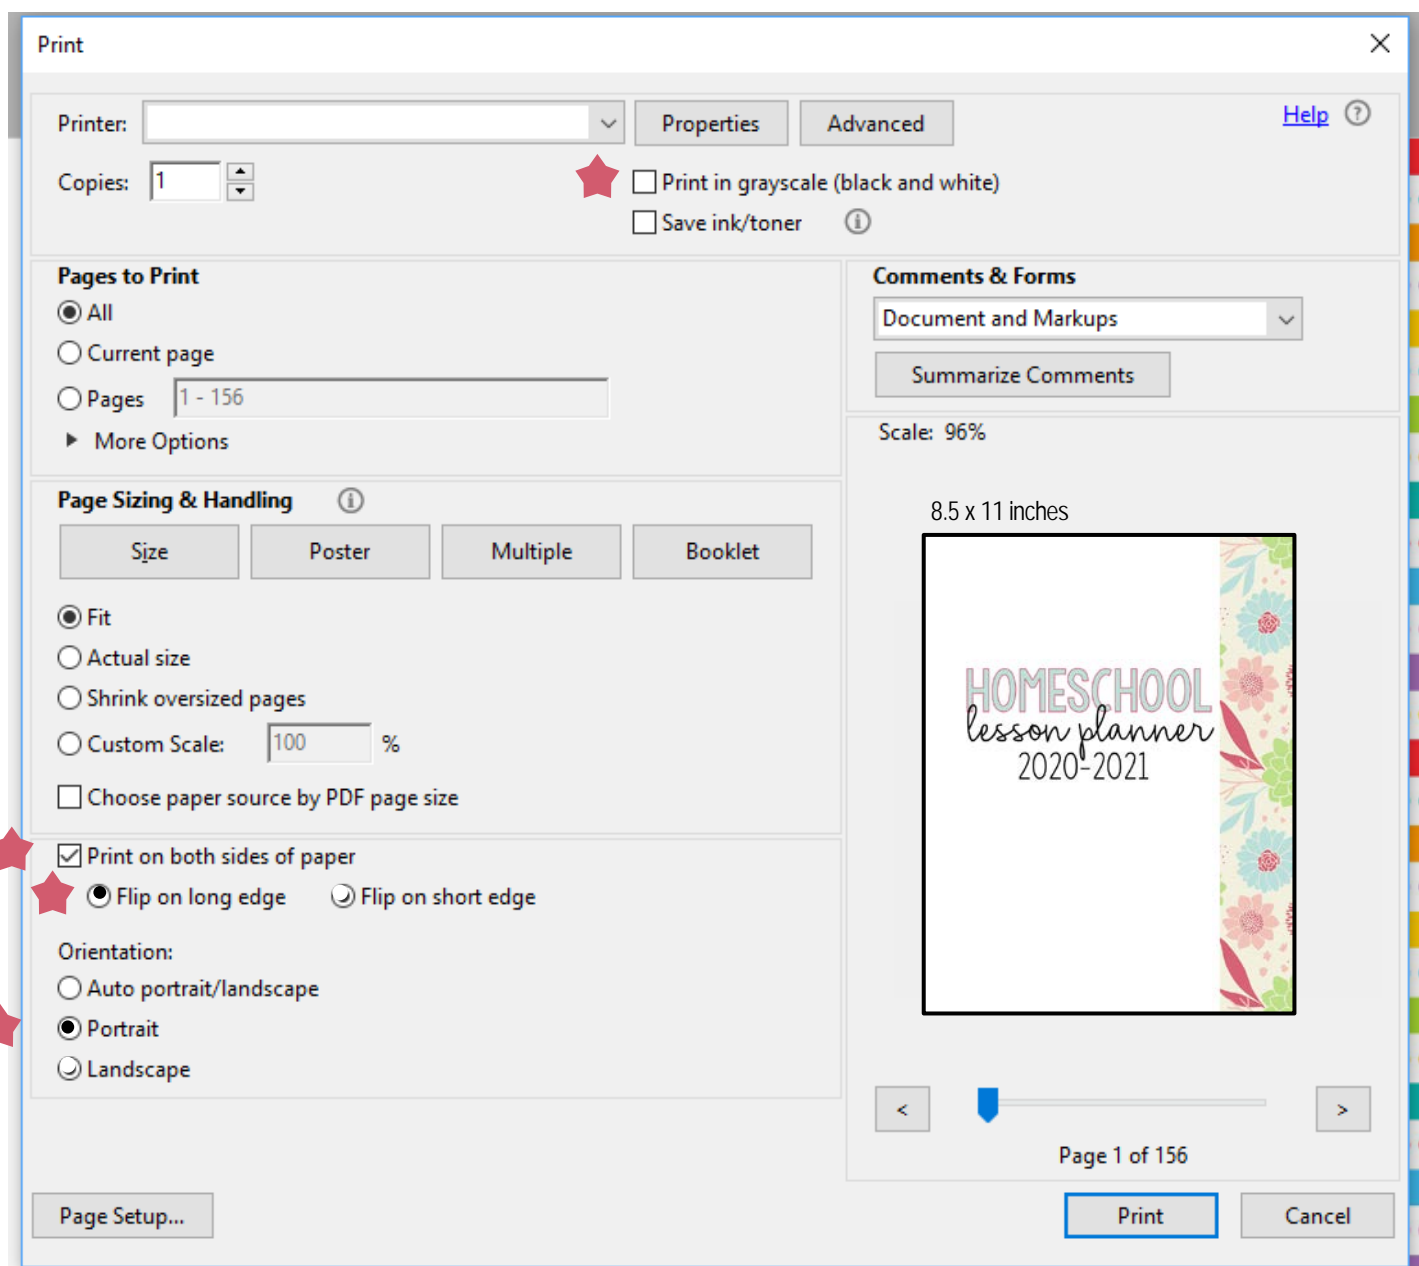 Print
Printer: Properties Advanced Help
Copies: 1 Print in grayscale (black and white)
Save ink/toner
Pages to Print
All
Current page
Pages 1 - 156
More Options
Comments & Forms
Document and Markups
Summarize Comments
Scale: 96%
Page Sizing & Handling
Size Poster Multiple Booklet
Fit
Actual size
Shrink oversized pages
Custom Scale: 100 %
Choose paper source by PDF page size
Print on both sides of paper
Flip on long edge Flip on short edge
Orientation:
Auto portrait/landscape
Portrait
Landscape
8.5 x 11 inches
HOMESCHOOL
lesson planner
2020-2021
< >
Page 1 of 156
Page Setup... Print Cancel